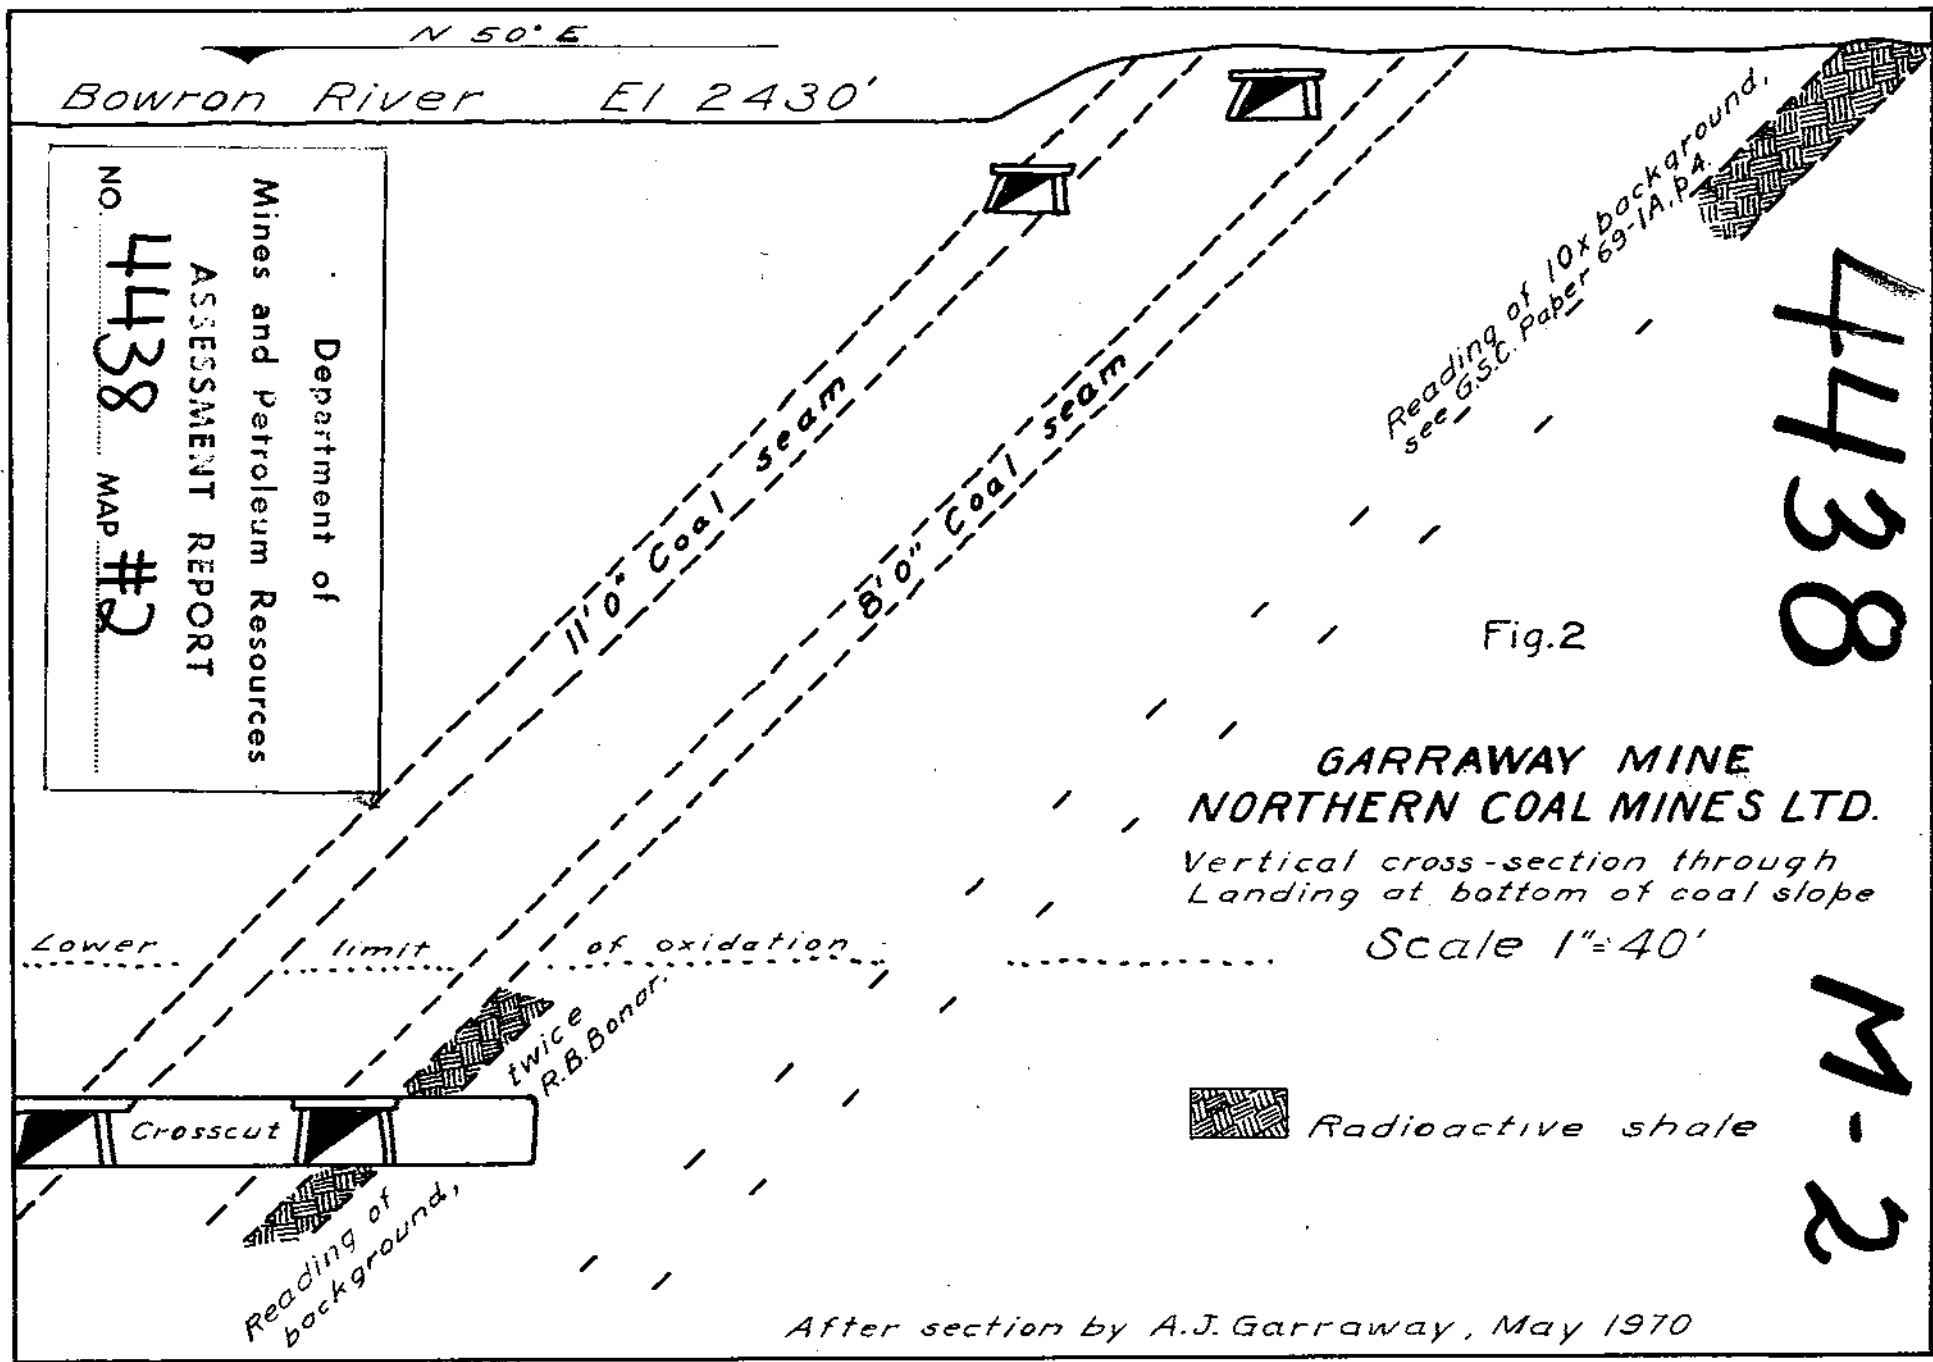 N 50° E
Bowron River El 2430'
Department of
Mines and Petroleum Resources
ASSESSMENT REPORT
NO 4438 MAP #2
11' 0" Coal seam
8' 0" Coal seam
Reading of 10x background,
see G.S.C. Paper 69-1A, p4.
4438
Fig.2
GARRAWAY MINE
NORTHERN COAL MINES LTD.
Vertical cross-section through
Landing at bottom of coal slope
Scale 1"=40'
Lower limit of oxidation
Reading of twice
background, R.B.Bonar.
Crosscut
Radioactive shale
M-2
After section by A.J. Garraway, May 1970